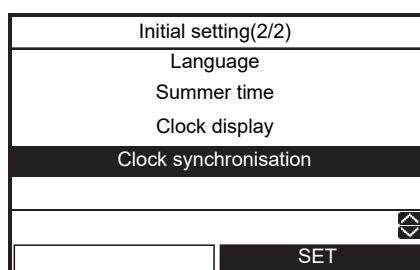 Initial setting(2/2)
Language
Summer time
Clock display
Clock synchronisation
SET